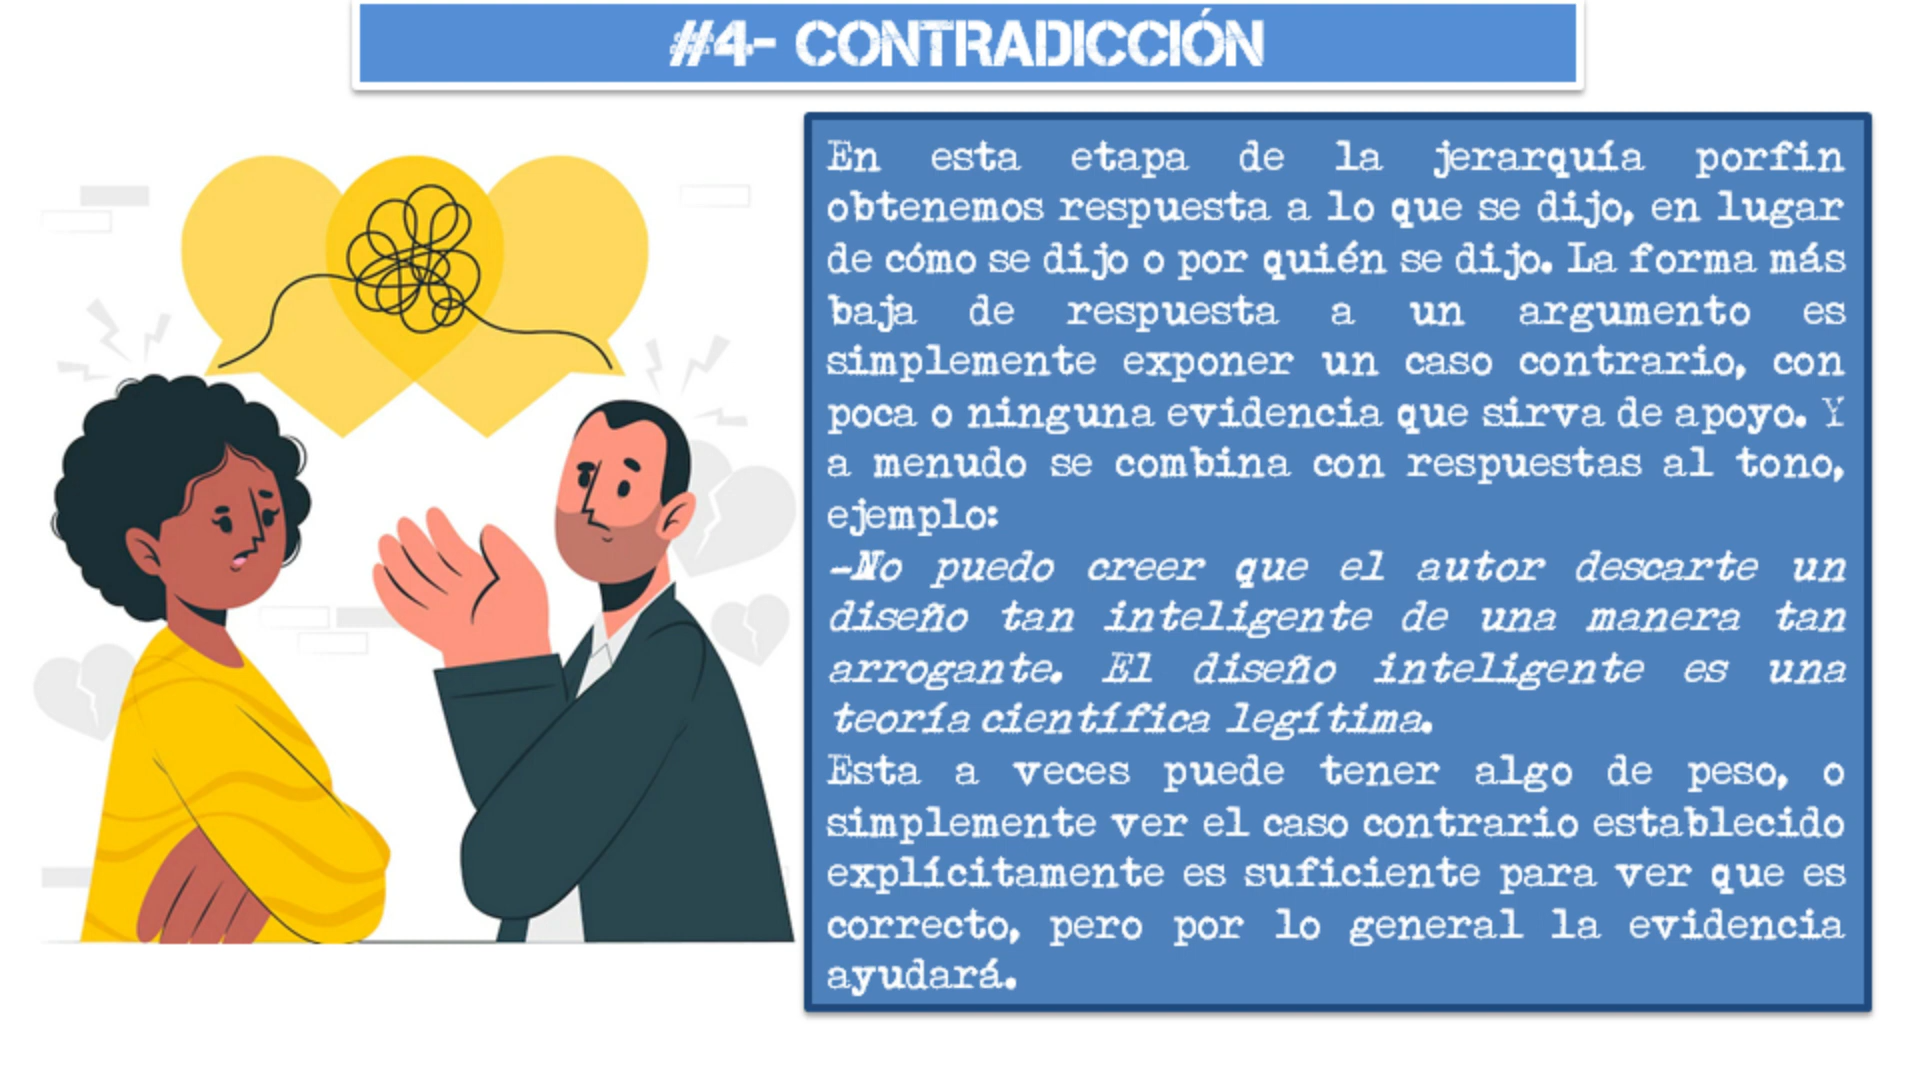 #4- CONTRADICCIÓN
En esta etapa de la jerarquía porfin
obtenemos respuesta a lo que se dijo, en lugar
de cómo se dijo o por quién se dijo. La forma más
baja de respuesta a un argumento es
simplemente exponer un caso contrario, con
poca o ninguna evidencia que sirva de apoyo. Y
a menudo se combina con respuestas al tono,
ejemplo:
-No puedo creer que el autor descarte un
diseño tan inteligente de una manera tan
arrogante. El diseño inteligente es una
teoría científica legítima.
Esta a veces puede tener algo de peso, o
simplemente ver el caso contrario establecido
explícitamente es suficiente para ver que es
correcto, pero por lo general la evidencia
ayudará.